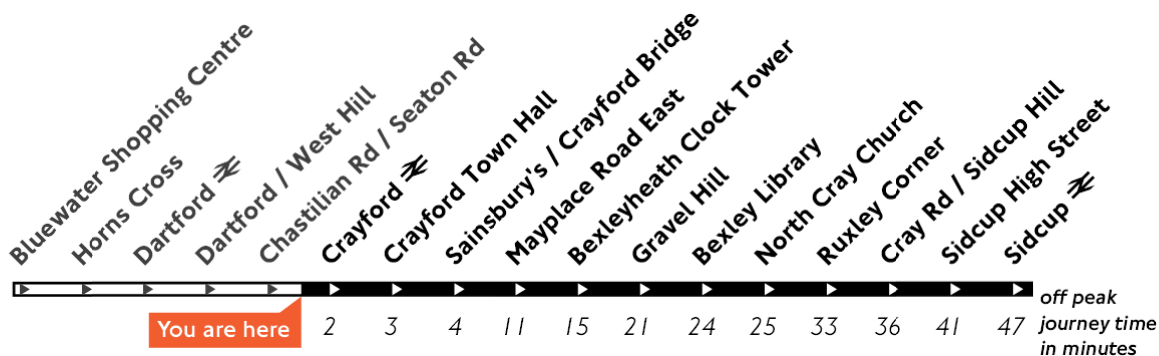 Bluewater Shopping Centre
Horns Cross
Dartford
Dartford / West Hill
Chastilian Rd / Seaton Rd
Crayford
Crayford Town Hall
Sainsbury's / Crayford Bridge
Mayplace Road East
Bexleyheath Clock Tower
Gravel Hill
Bexley Library
North Cray Church
Ruxley Corner
Cray Rd / Sidcup Hill
Sidcup High Street
Sidcup
You are here
2 3 4 11 15 21 24 25 33 36 41 47
off peak
journey time
in minutes